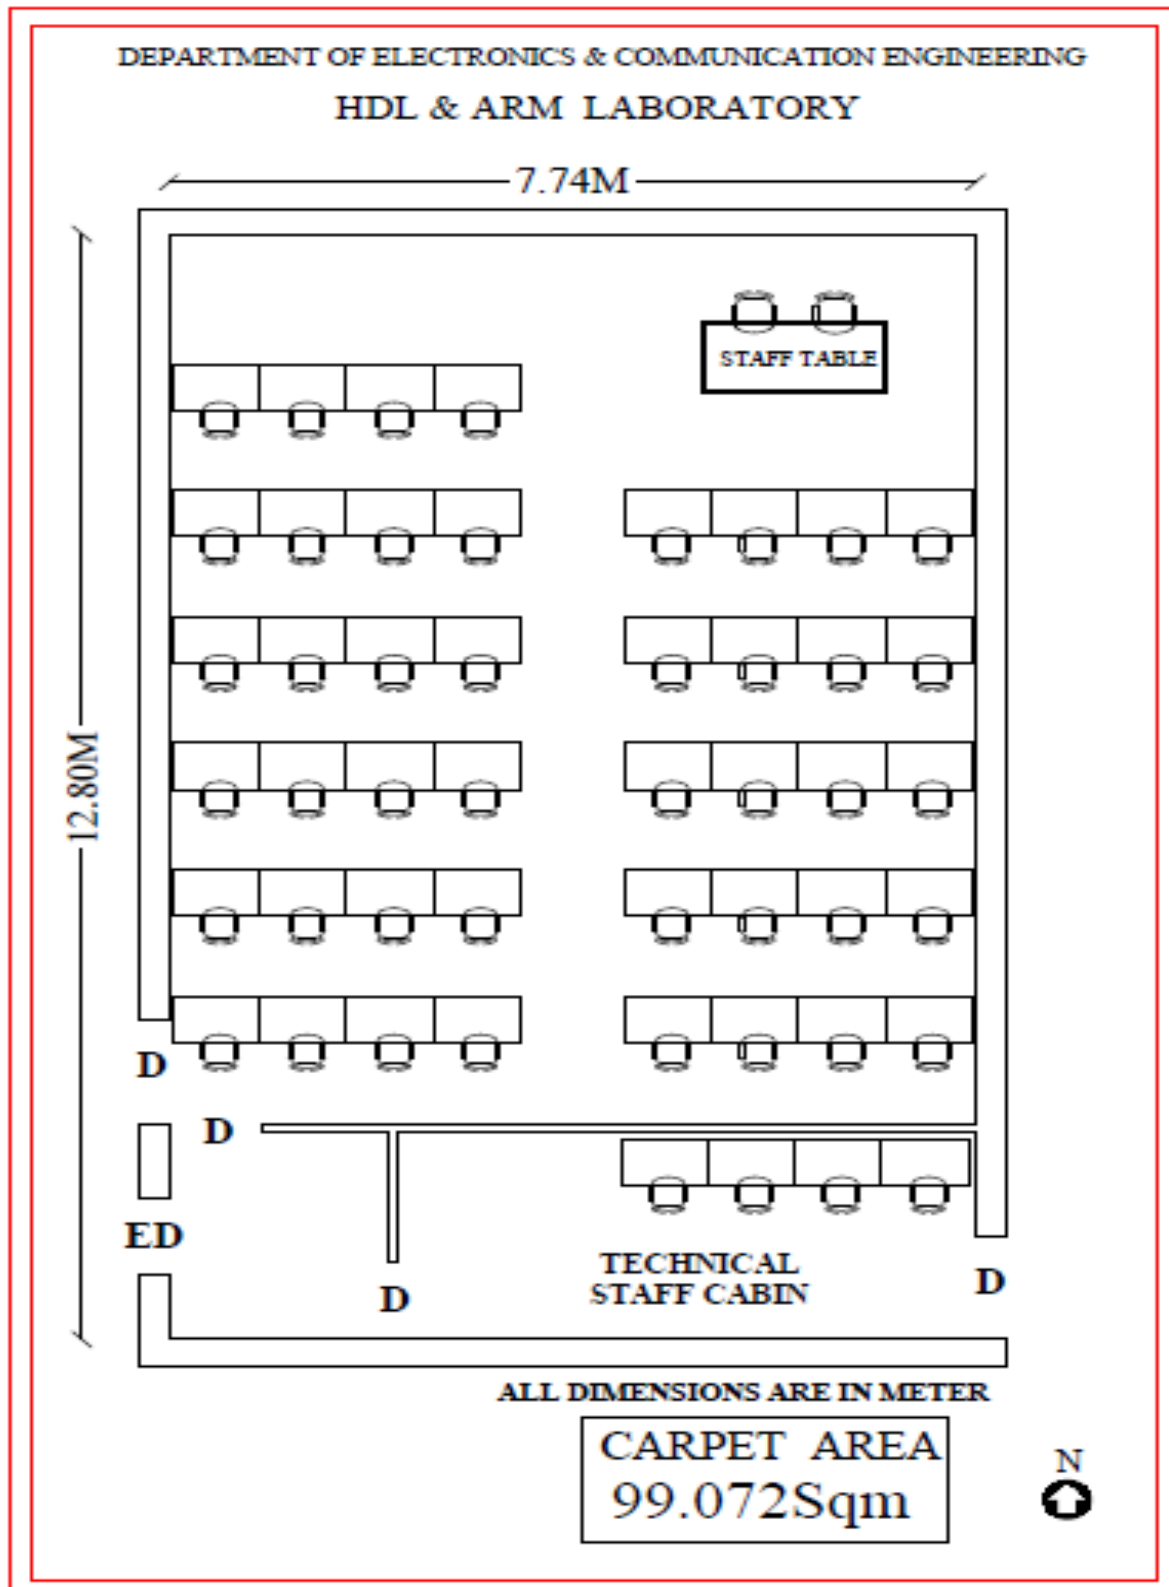 DEPARTMENT OF ELECTRONICS & COMMUNICATION ENGINEERING
HDL & ARM LABORATORY
7.74M
STAFF TABLE
12.80M
D
D
ED
TECHNICAL
STAFF CABIN
D
D
ALL DIMENSIONS ARE IN METER
CARPET AREA
99.072Sqm
N